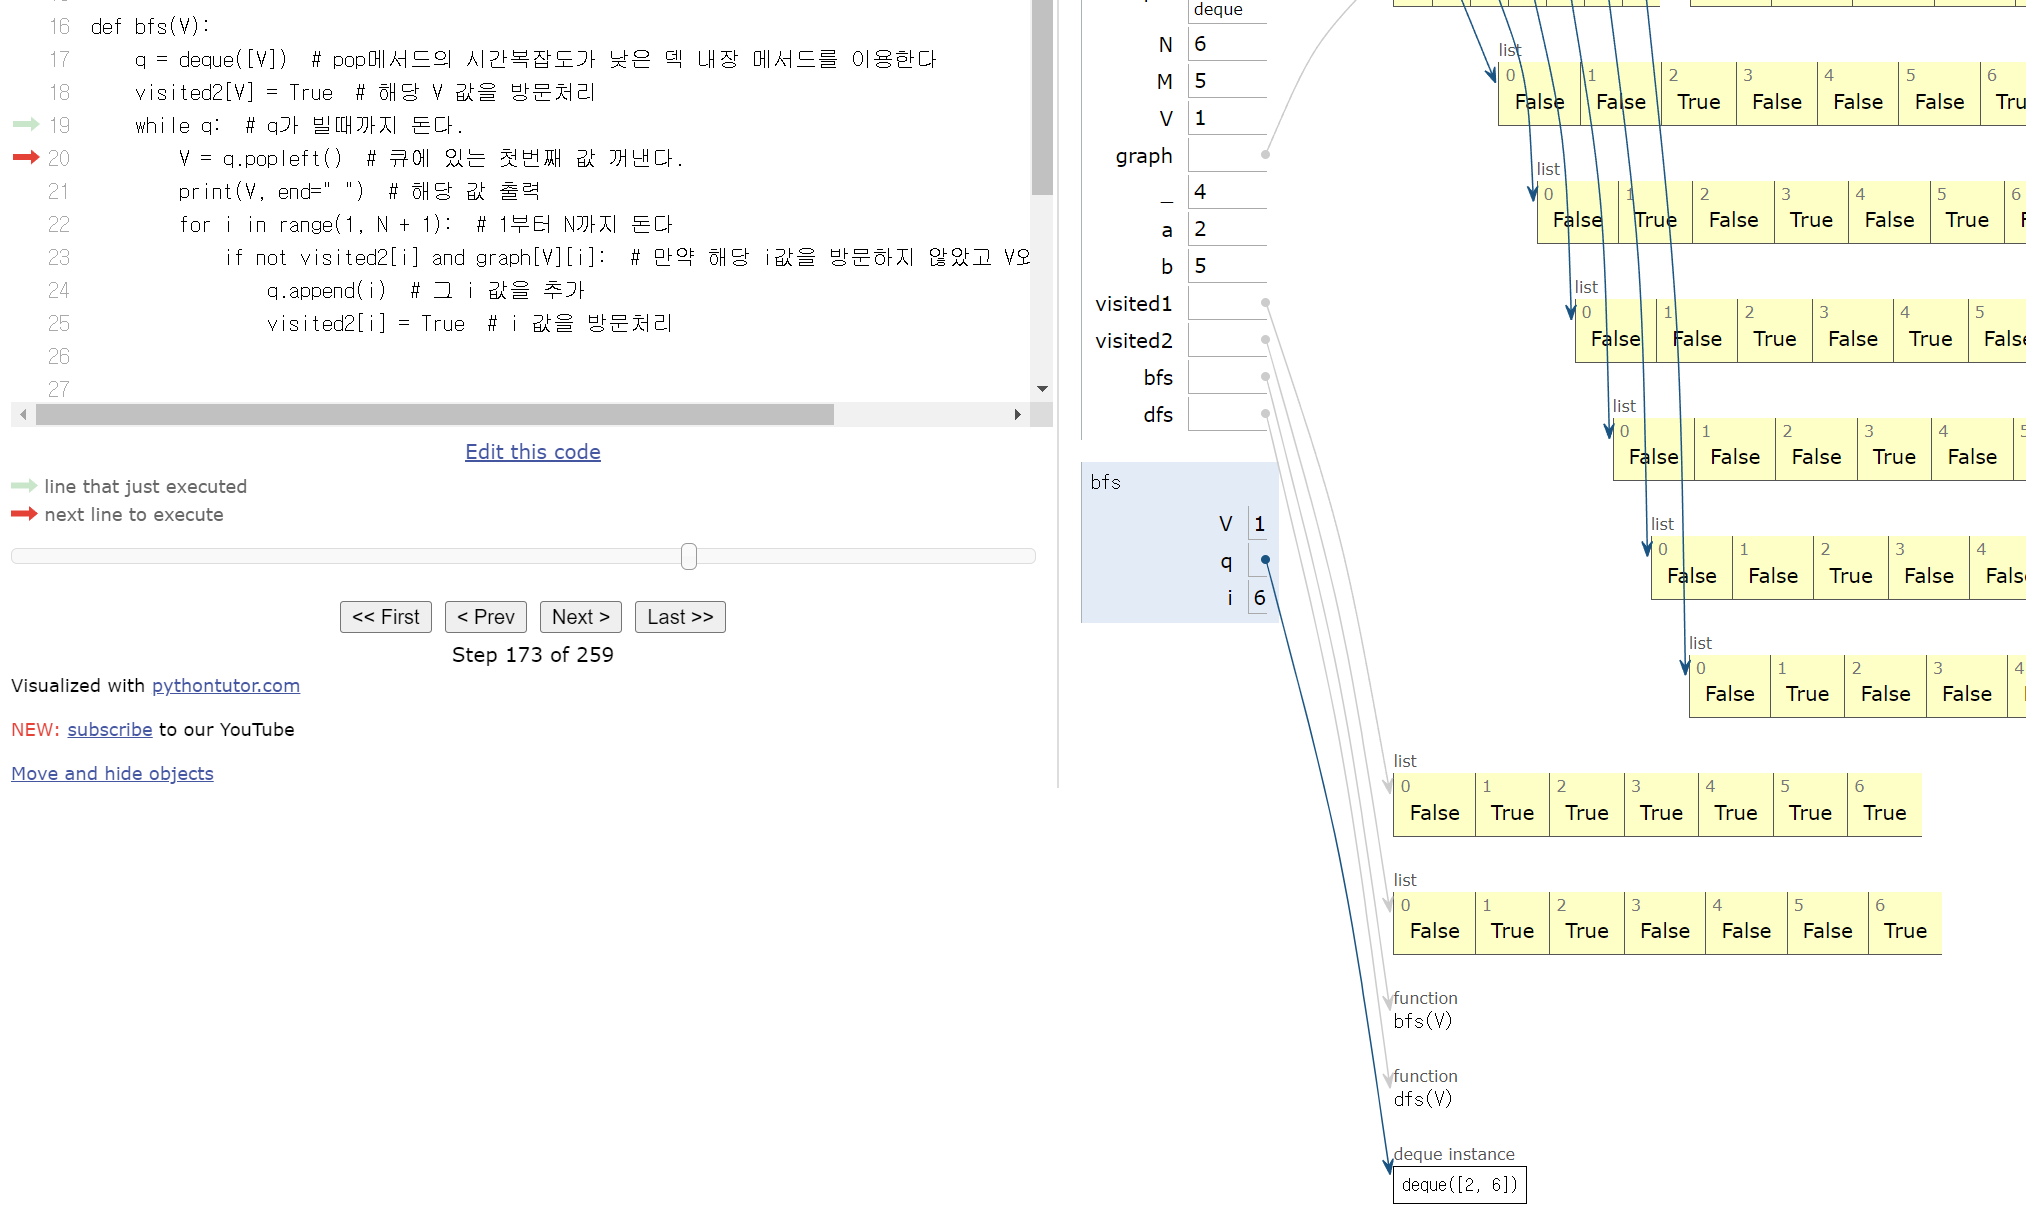 16 def bfs(V):
17 q = deque([V]) # pop메서드의 시간복잡도가 낮은 덱 내장 메서드를 이용한다
18 visited2[V] = True # 해당 V 값을 방문처리
19 while q: # q가 빌때까지 돈다.
20 V = q.popleft() # 큐에 있는 첫번째 값 꺼낸다.
21 print(V, end=" ") # 해당 값 출력
22 for i in range(1, N + 1): # 1부터 N까지 돈다
23 if not visited2[i] and graph[V][i]: # 만약 해당 i값을 방문하지 않았고 V와
24 q.append(i) # 그 i 값을 추가
25 visited2[i] = True # i 값을 방문처리
26
27
Edit this code
line that just executed
next line to execute
<< First < Prev Next > Last >>
Step 173 of 259
Visualized with pythontutor.com
NEW: subscribe to our YouTube
Move and hide objects
deque
N 6
M 5
V 1
graph
_ 4
a 2
b 5
visited1
visited2
bfs
dfs
bfs
V 1
q
i 6
list
0 1 2 3 4 5 6
False False True False False False Tru
list
0 1 2 3 4 5 6
False True False True False True F
list
0 1 2 3 4 5
False False True False True Fals
list
0 1 2 3 4 5
False False False True False
list
0 1 2 3 4
False False True False Fals
list
0 1 2 3 4
False True False False
list
0 1 2 3 4 5 6
False True True True True True True
list
0 1 2 3 4 5 6
False True True False False False True
function
bfs(V)
function
dfs(V)
deque instance
deque([2, 6])